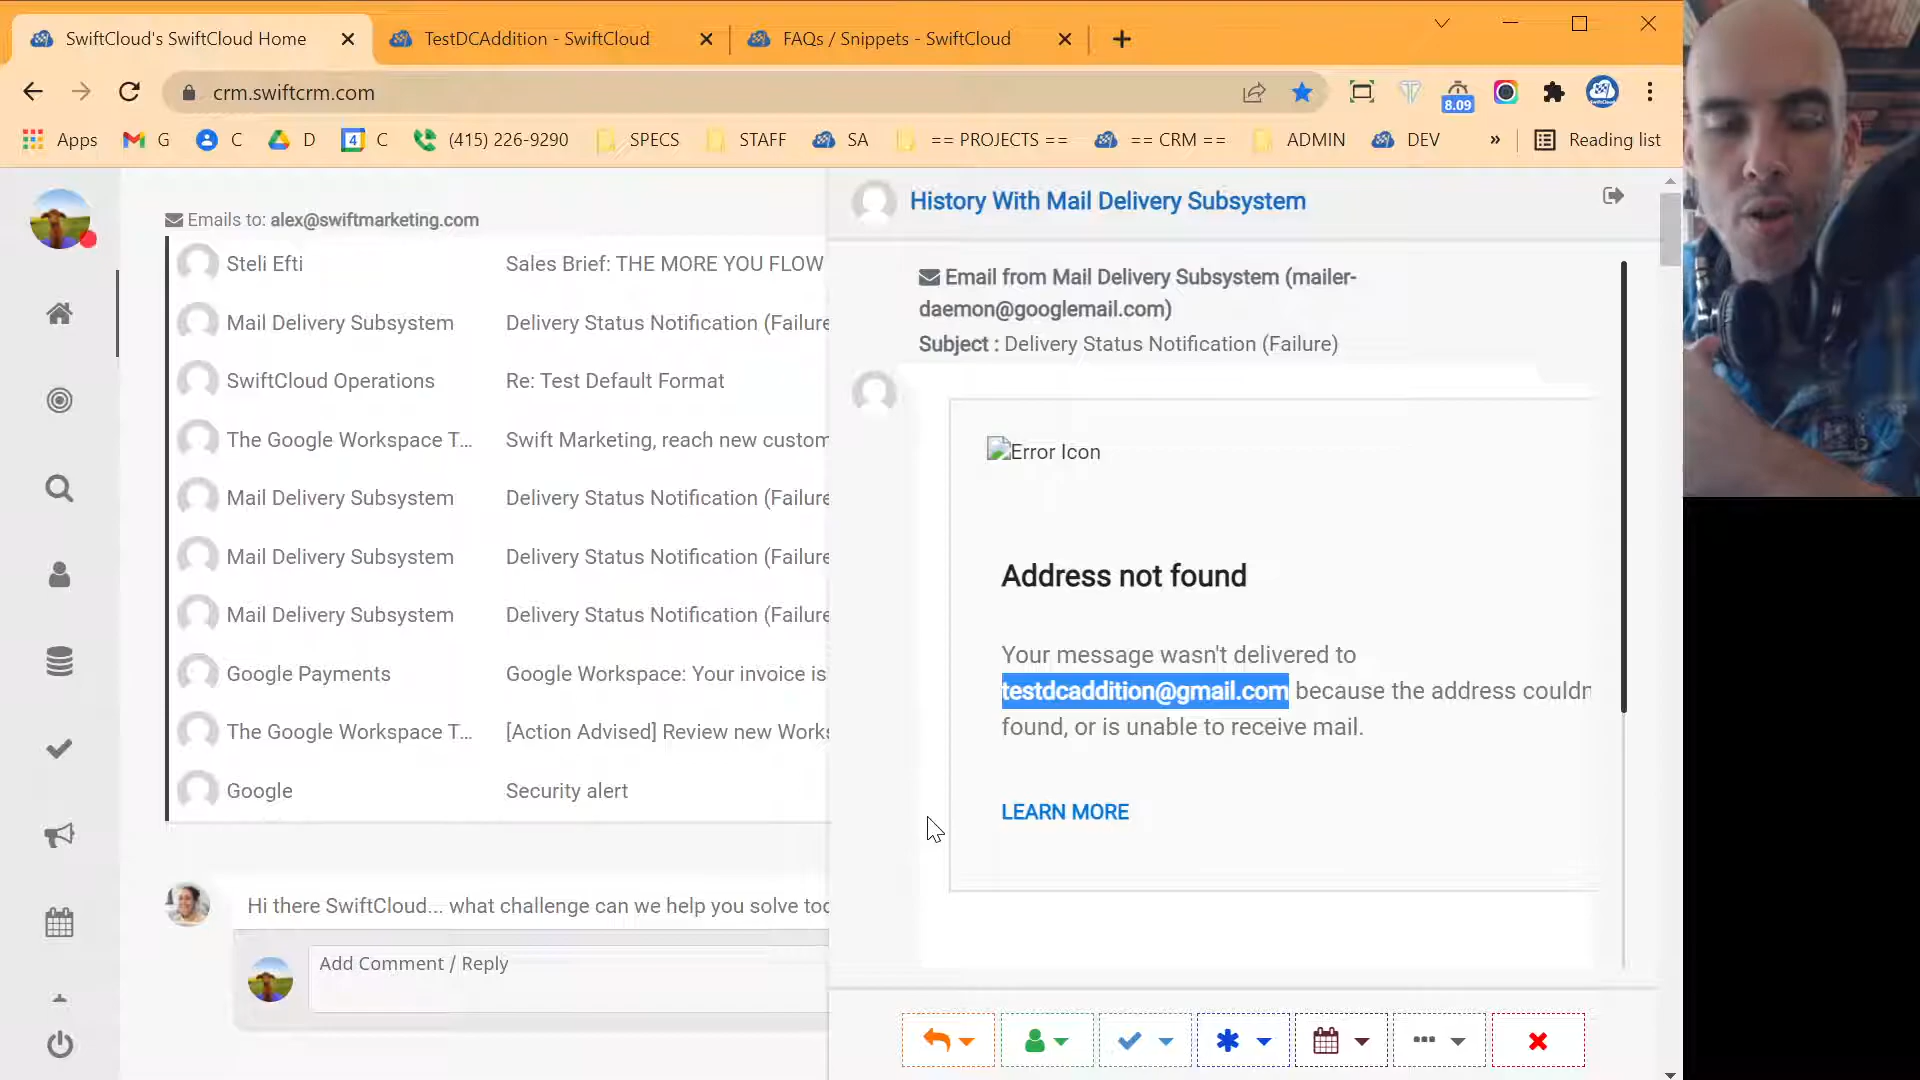 SwiftCloud's SwiftCloud Home
TestDCAddition - SwiftCloud
FAQs / Snippets - SwiftCloud
crm.swiftcrm.com
8.09
Apps
G
C
D
4
C
(415) 226-9290
SPECS
STAFF
SA
== PROJECTS ==
== CRM ==
ADMIN
DEV
»
Reading list
Emails to: alex@swiftmarketing.com
Steli Efti
Sales Brief: THE MORE YOU FLOW
Mail Delivery Subsystem
Delivery Status Notification (Failure
SwiftCloud Operations
Re: Test Default Format
The Google Workspace T...
Swift Marketing, reach new custom
Mail Delivery Subsystem
Delivery Status Notification (Failure
Mail Delivery Subsystem
Delivery Status Notification (Failure
Mail Delivery Subsystem
Delivery Status Notification (Failure
Google Payments
Google Workspace: Your invoice is
The Google Workspace T...
[Action Advised] Review new Works
Google
Security alert
Hi there SwiftCloud... what challenge can we help you solve tod
Add Comment / Reply
History With Mail Delivery Subsystem
Email from Mail Delivery Subsystem (mailer-
daemon@googlemail.com)
Subject : Delivery Status Notification (Failure)
Error Icon
Address not found
Your message wasn't delivered to
testdcaddition@gmail.com because the address couldn
found, or is unable to receive mail.
LEARN MORE